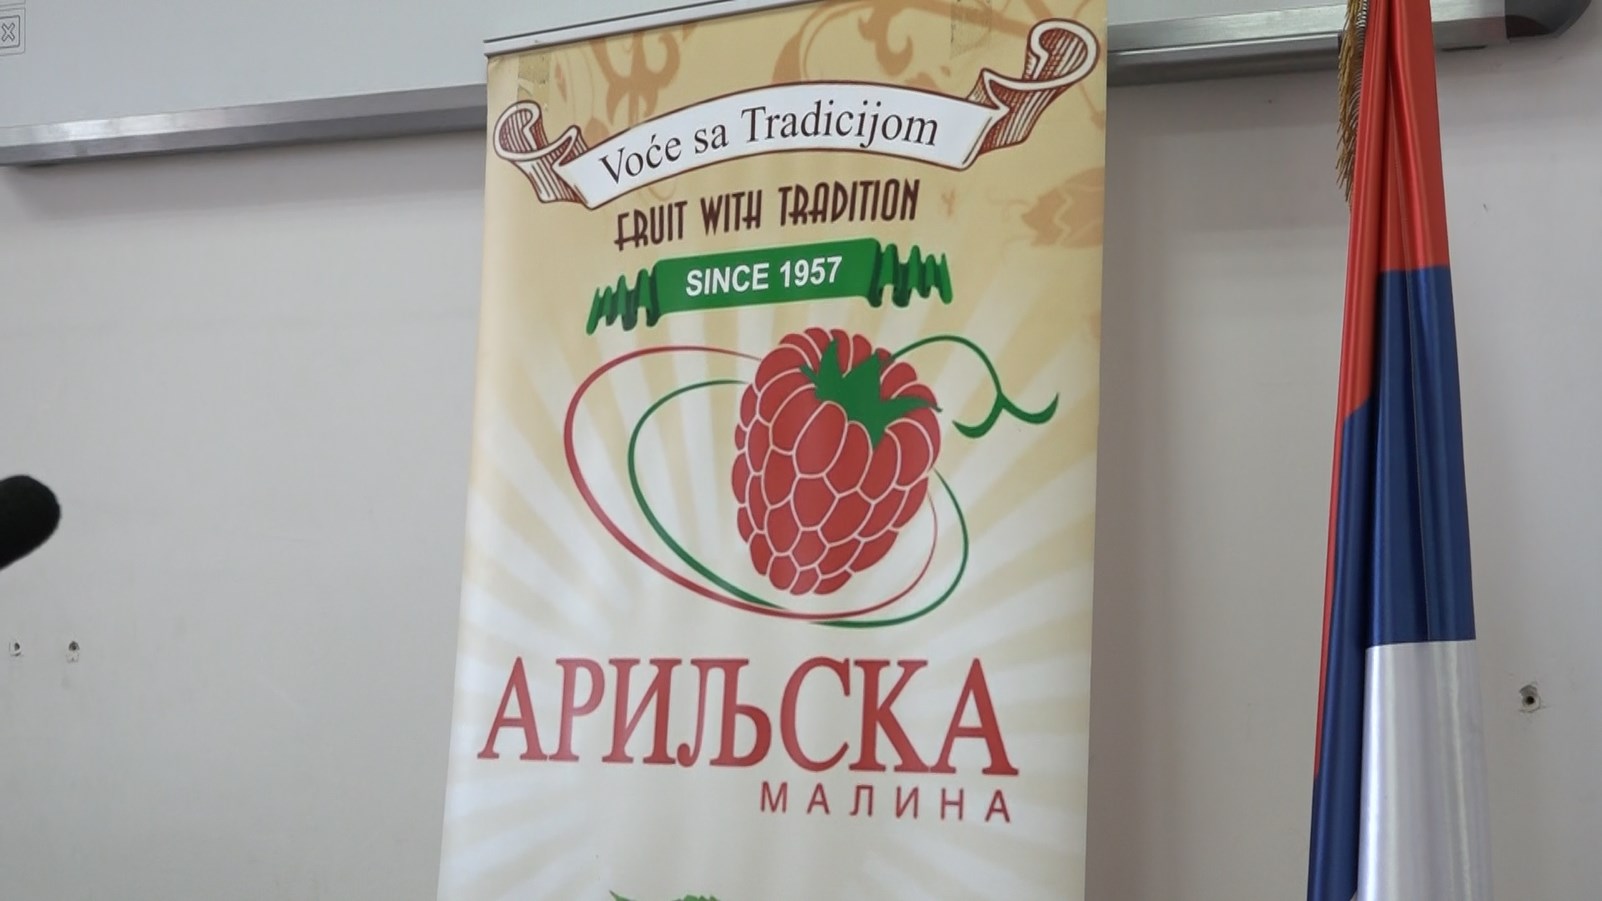 Voće sa Tradicijom
FRUIT WITH TRADITION
SINCE 1957
АРИЉСКА
МАЛИНА